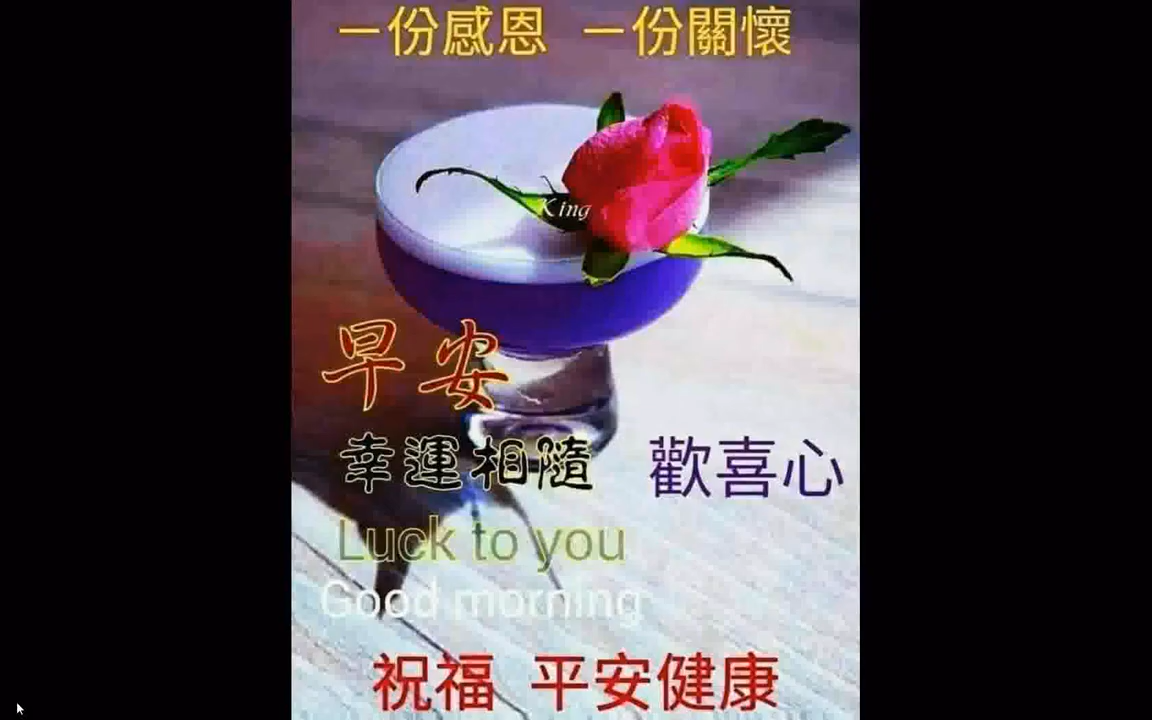 一份感恩 一份關懷
King
早安
幸運相隨 歡喜心
Luck to you
Good morning
祝福 平安健康